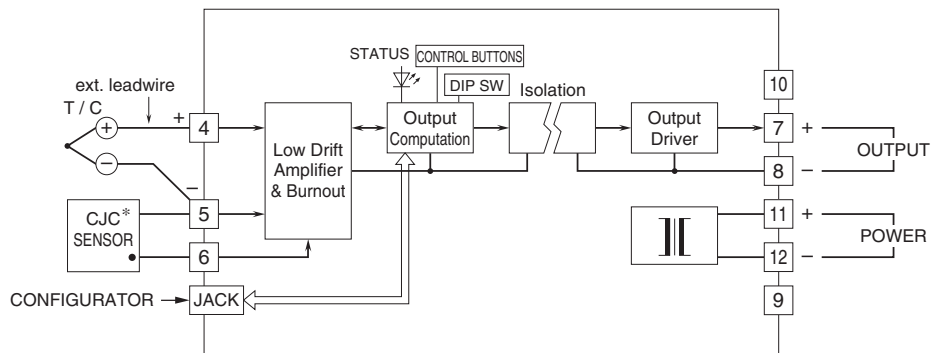 STATUS
CONTROL BUTTONS
DIP SW
ext. leadwire
T / C
Isolation
10
+
+
4
Low Drift
Amplifier
& Burnout
Output
Computation
Output
Driver
7
+
OUTPUT
−
−
8
−
CJC*
SENSOR
5
11
+
POWER
6
12
−
CONFIGURATOR
JACK
9